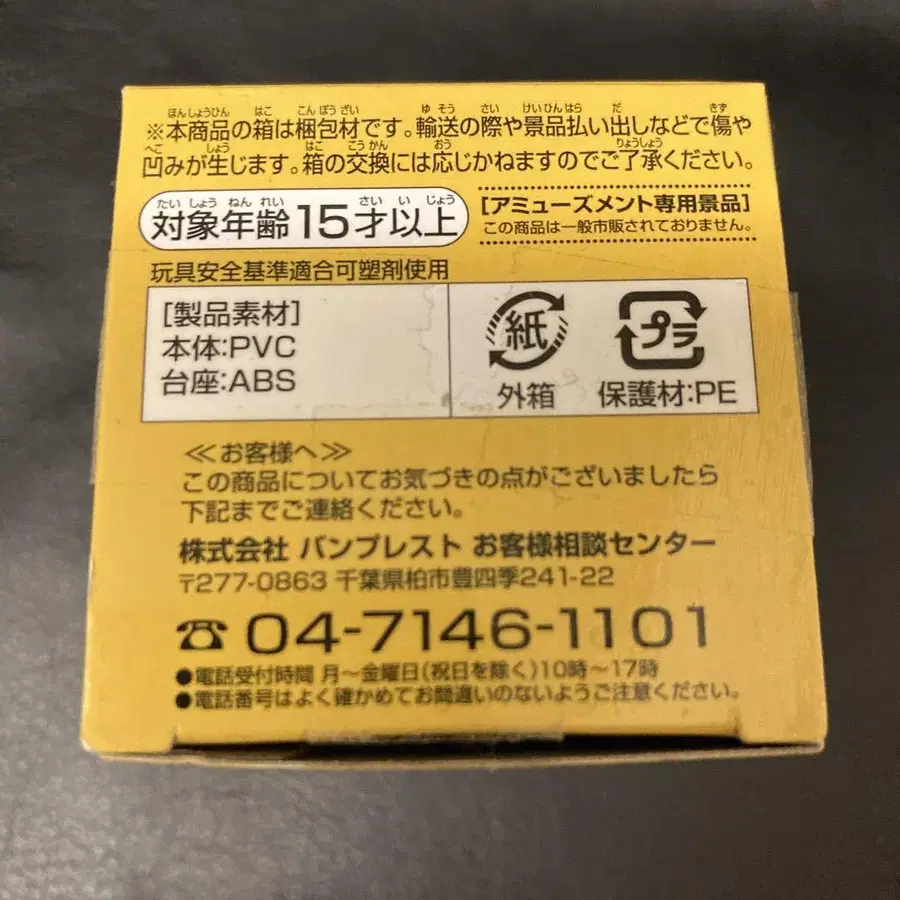 ※本商品の箱は梱包材です。輸送の際や景品払い出しなどで傷や
凹みが生じます。箱の交換には応じかねますのでご了承ください。
対象年齢15才以上
[アミューズメント専用景品]
この商品は一般市販されておりません。
玩具安全基準適合可塑剤使用
[製品素材]
本体:PVC
台座:ABS
紙
外箱
プラ
保護材:PE
≪お客様へ≫
この商品についてお気づきの点がございましたら
下記までご連絡ください。
株式会社 バンプレスト お客様相談センター
〒277-0863 千葉県柏市豊四季241-22
☎04-7146-1101
●電話受付時間 月~金曜日(祝日を除く)10時~17時
●電話番号はよく確かめてお間違いのないようご注意ください。